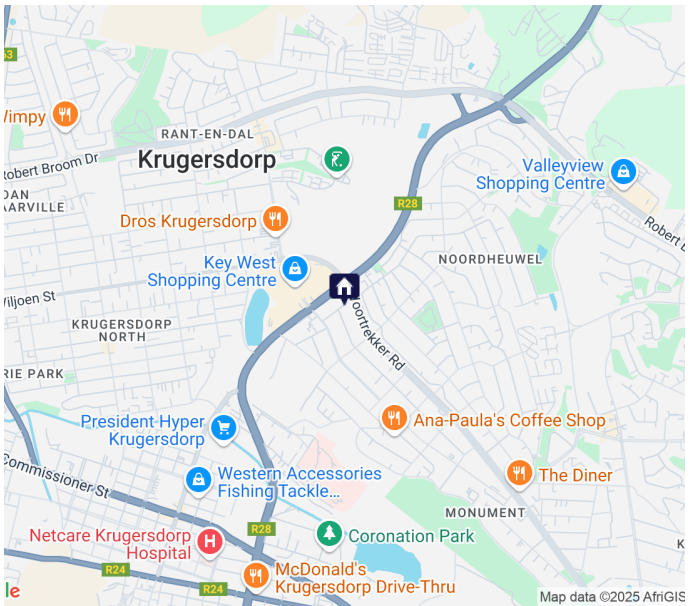 53
Wimpy
RANT-EN-DAL
Robert Broom Dr
Krugersdorp
Valleyview
Shopping Centre
DAN
AARVILLE
R28
Dros Krugersdorp
Robert B
Key West
Shopping Centre
NOORDHEUWEL
Viljoen St
Voortrekker Rd
KRUGERSDORP
NORTH
RIE PARK
President Hyper
Krugersdorp
Ana-Paula's Coffee Shop
Commissioner St
Western Accessories
Fishing Tackle...
The Diner
MONUMENT
R28
Netcare Krugersdorp
Hospital
H
Coronation Park
K
R24
R24
McDonald's
Krugersdorp Drive-Thru
le
Map data ©2025 AfriGIS